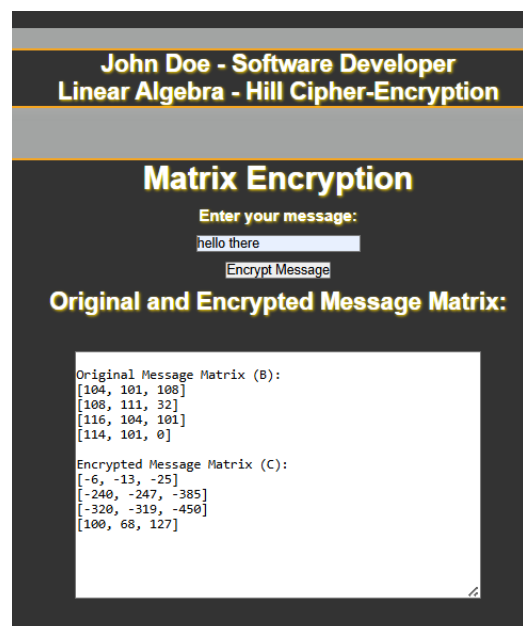 John Doe - Software Developer
Linear Algebra - Hill Cipher-Encryption
Matrix Encryption
Enter your message:
hello there
Encrypt Message
Original and Encrypted Message Matrix:
Original Message Matrix (B):
[104, 101, 108]
[108, 111, 32]
[116, 104, 101]
[114, 101, 0]
Encrypted Message Matrix (C):
[-6, -13, -25]
[-240, -247, -385]
[-320, -319, -450]
[100, 68, 127]